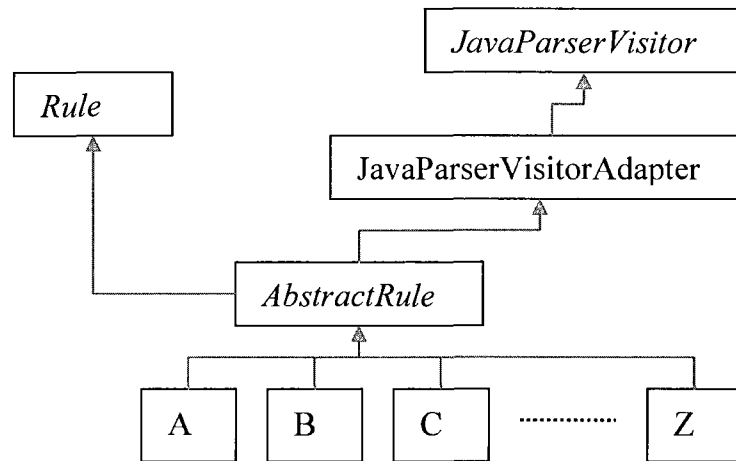 JavaParserVisitor
Rule
JavaParserVisitorAdapter
AbstractRule
A B C Z